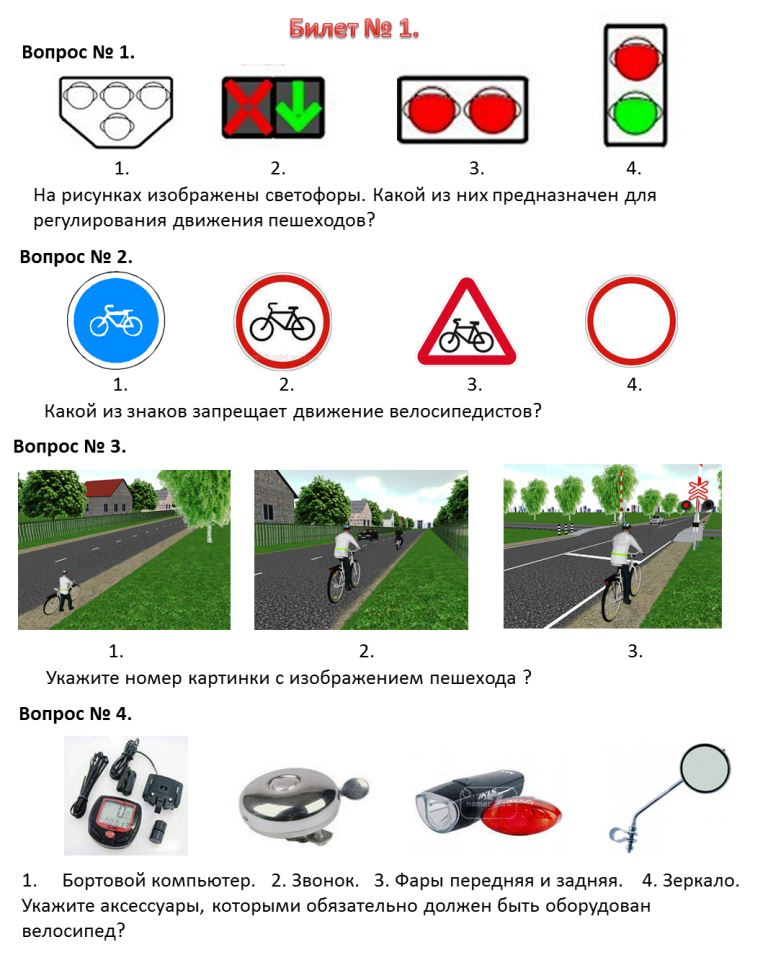 Билет № 1.
Вопрос № 1.
1. 2. 3. 4.
На рисунках изображены светофоры. Какой из них предназначен для
регулирования движения пешеходов?
Вопрос № 2.
1. 2. 3. 4.
Какой из знаков запрещает движение велосипедистов?
Вопрос № 3.
1. 2. 3.
Укажите номер картинки с изображением пешехода ?
Вопрос № 4.
KLS
1. Бортовой компьютер. 2. Звонок. 3. Фары передняя и задняя. 4. Зеркало.
Укажите аксессуары, которыми обязательно должен быть оборудован
велосипед?